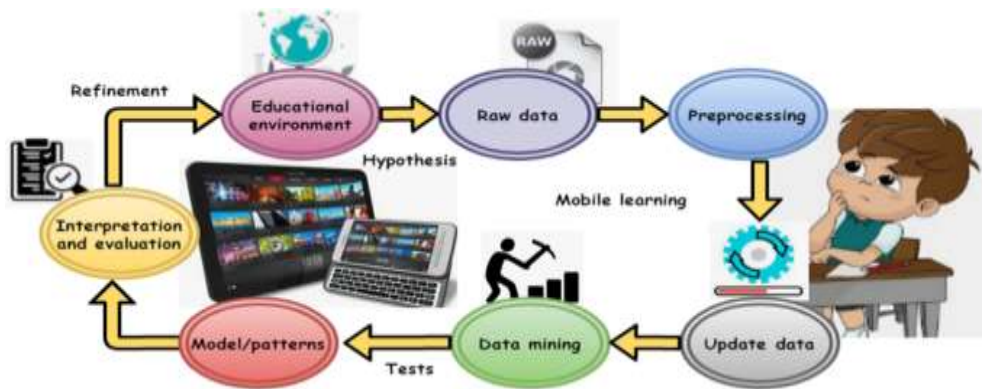 RAW
Refinement
Educational
environment
Raw data
Preprocessing
Hypothesis
Mobile learning
Interpretation
and evaluation
Model/patterns
Tests
Data mining
Update data